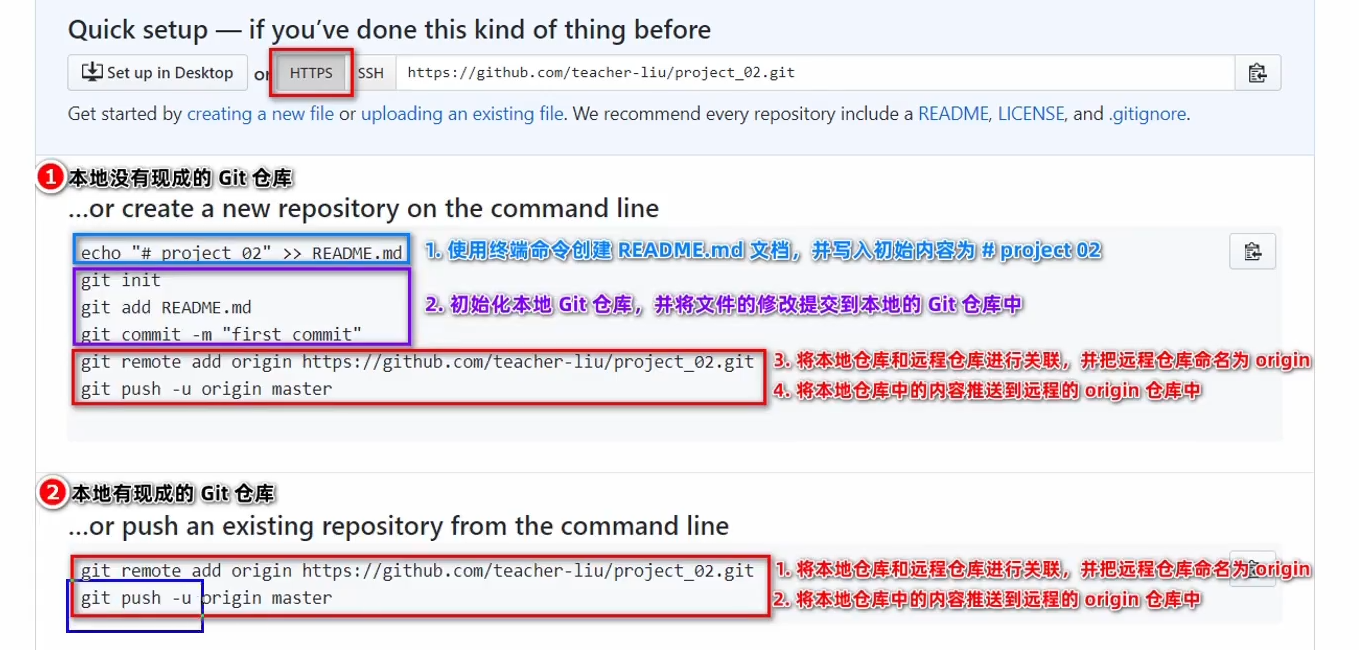 Quick setup — if you’ve done this kind of thing before
Set up in Desktop or HTTPS SSH https://github.com/teacher-liu/project_02.git
Get started by creating a new file or uploading an existing file. We recommend every repository include a README, LICENSE, and .gitignore.
1 本地没有现成的 Git 仓库
...or create a new repository on the command line
echo "# project_02" >> README.md 1. 使用终端命令创建 README.md 文档，并写入初始内容为 # project 02
git init
git add README.md 2. 初始化本地 Git 仓库，并将文件的修改提交到本地的 Git 仓库中
git commit -m "first commit"
git remote add origin https://github.com/teacher-liu/project_02.git 3. 将本地仓库和远程仓库进行关联，并把远程仓库命名为 origin
git push -u origin master 4. 将本地仓库中的内容推送到远程的 origin 仓库中
2 本地有现成的 Git 仓库
...or push an existing repository from the command line
git remote add origin https://github.com/teacher-liu/project_02.git 1. 将本地仓库和远程仓库进行关联，并把远程仓库命名为 origin
git push -u origin master 2. 将本地仓库中的内容推送到远程的 origin 仓库中